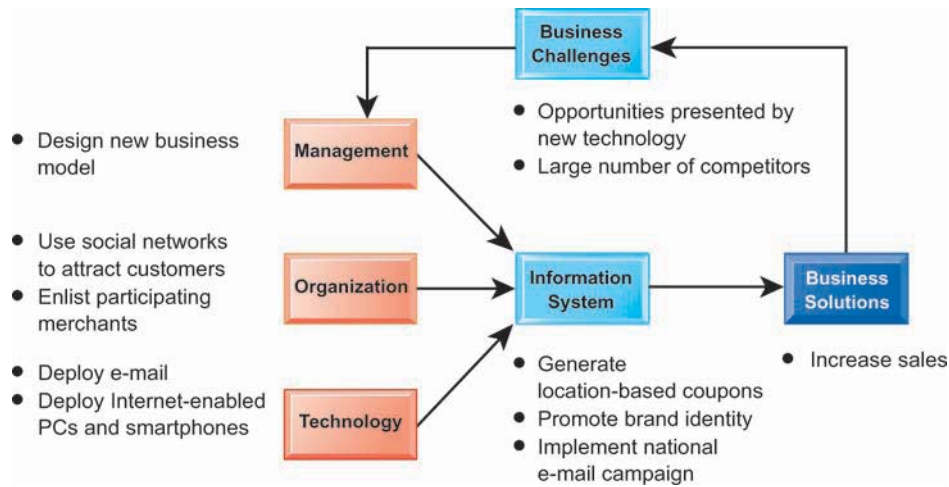 Business
Challenges
• Opportunities presented by
new technology
• Large number of competitors
• Design new business
model
Management
• Use social networks
to attract customers
• Enlist participating
merchants
Organization
Information
System
Business
Solutions
• Deploy e-mail
• Deploy Internet-enabled
PCs and smartphones
Technology
• Generate
location-based coupons
• Promote brand identity
• Implement national
e-mail campaign
• Increase sales